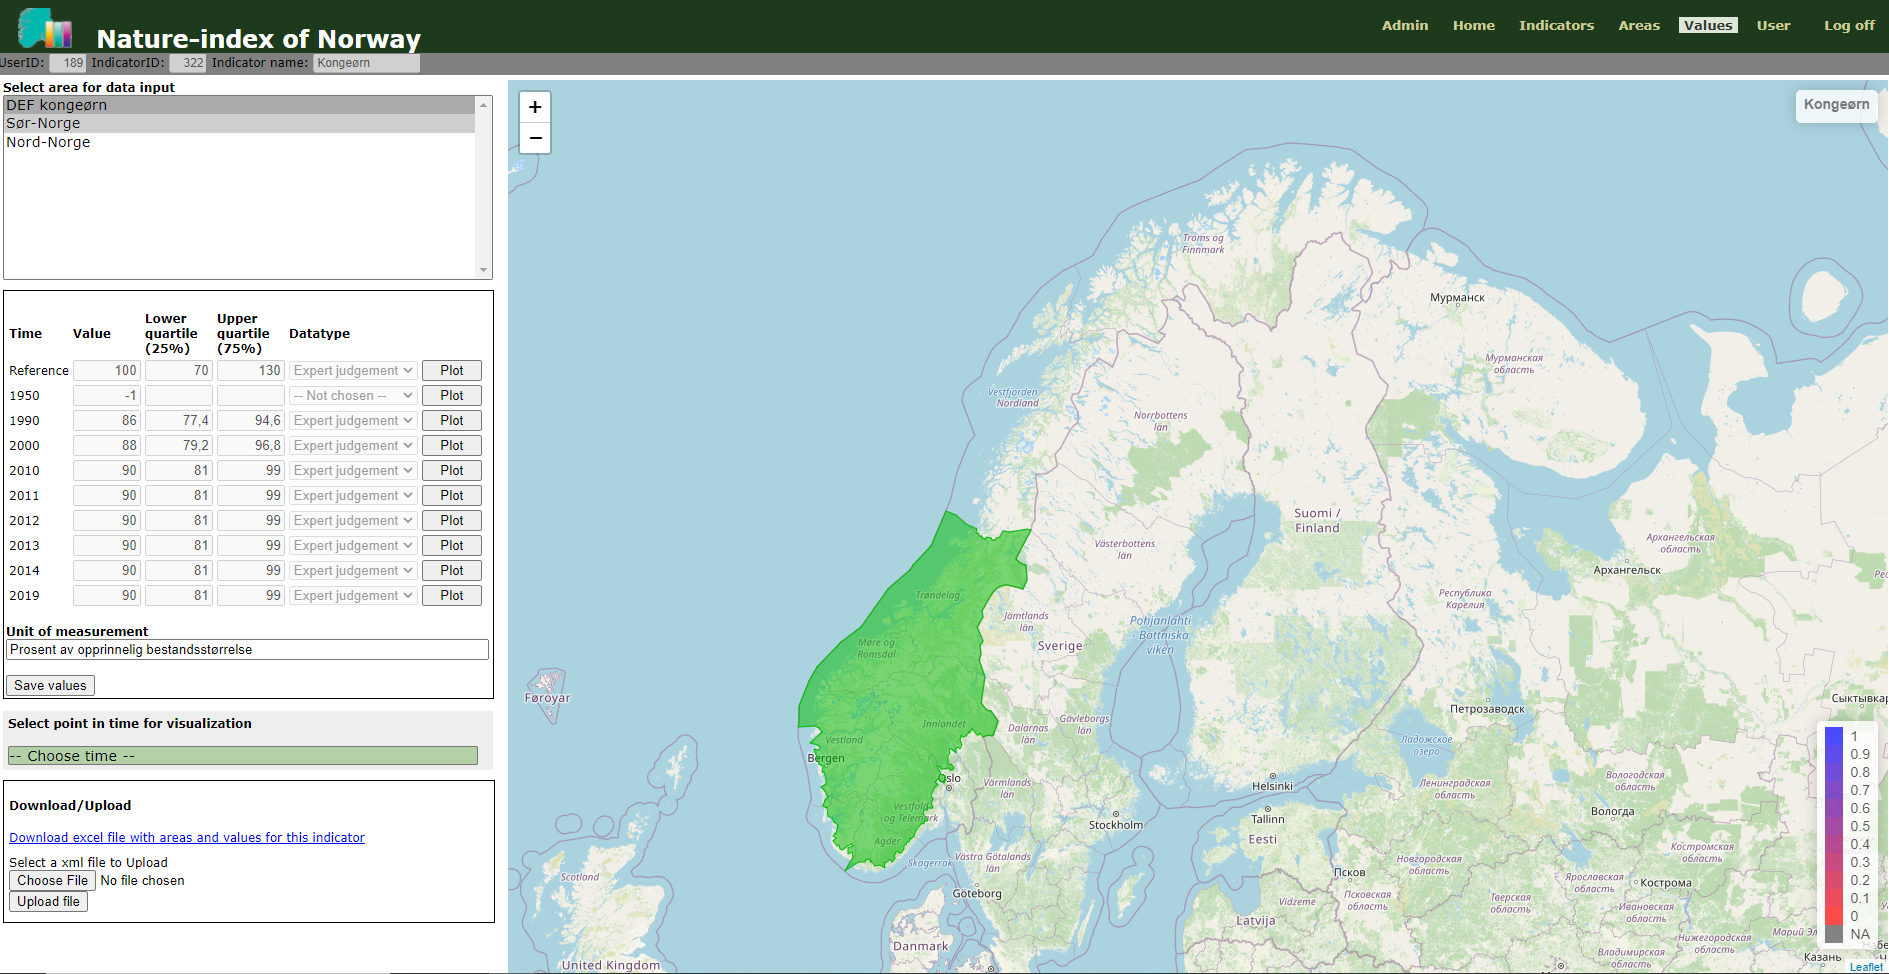 Nature-index of Norway
Admin Home Indicators Areas Values User Log off
UserID: 189 IndicatorID: 322 Indicator name: Kongeørn
Select area for data input
DEF kongeørn
Sør-Norge
Nord-Norge
Time Value Lower quartile (25%) Upper quartile (75%) Datatype
Reference 100 70 130 Expert judgement Plot
1950 -1 -- Not chosen -- Plot
1990 86 77,4 94,6 Expert judgement Plot
2000 88 79,2 96,8 Expert judgement Plot
2010 90 81 99 Expert judgement Plot
2011 90 81 99 Expert judgement Plot
2012 90 81 99 Expert judgement Plot
2013 90 81 99 Expert judgement Plot
2014 90 81 99 Expert judgement Plot
2019 90 81 99 Expert judgement Plot
Unit of measurement
Prosent av opprinnelig bestandsstørrelse
Save values
Select point in time for visualization
-- Choose time --
Download/Upload
Download excel file with areas and values for this indicator
Select a xml file to Upload
Choose File No file chosen
Upload file
+
−
Kongeørn
Troms og
Finnmark
Мурманск
Мурманская
область
Vestfjorden
Nordland
Norrbottens
län
Suomi /
Finland
Västerbottens
län
Архангельская
область
Архангельск
Trøndelag
Республика
Карелия
Jämtlands
län
Pohjanlahti
- Bottniska
viken
Møre og
Romsdal
Sverige
Føroyar
Сыктывкар
Петрозаводск
Innlandet
Gävleborgs
län
Dalarnas
län
Vestland
Bergen
Ладожское
озеро
Oslo
Värmlands
län
Helsinki
Ленинградская
область
Вологодская
область
Вологда
Vestfold
og Telemark
Stockholm
Tallinn
Eesti
Agder
Skagerrak
Västra Götalands
län
Новгородская
область
Костромская
область
Scotland
Göteborg
Псков
Псковская
область
Ярославская
область
Кострома
Vidzeme
Тверская
область
Ивановская
область
Latvija
Danmark
Нижегородская
область
Марий Эл
Владимирская
область
Казань
United Kingdom
1
0.9
0.8
0.7
0.6
0.5
0.4
0.3
0.2
0.1
0
NA
Leaflet